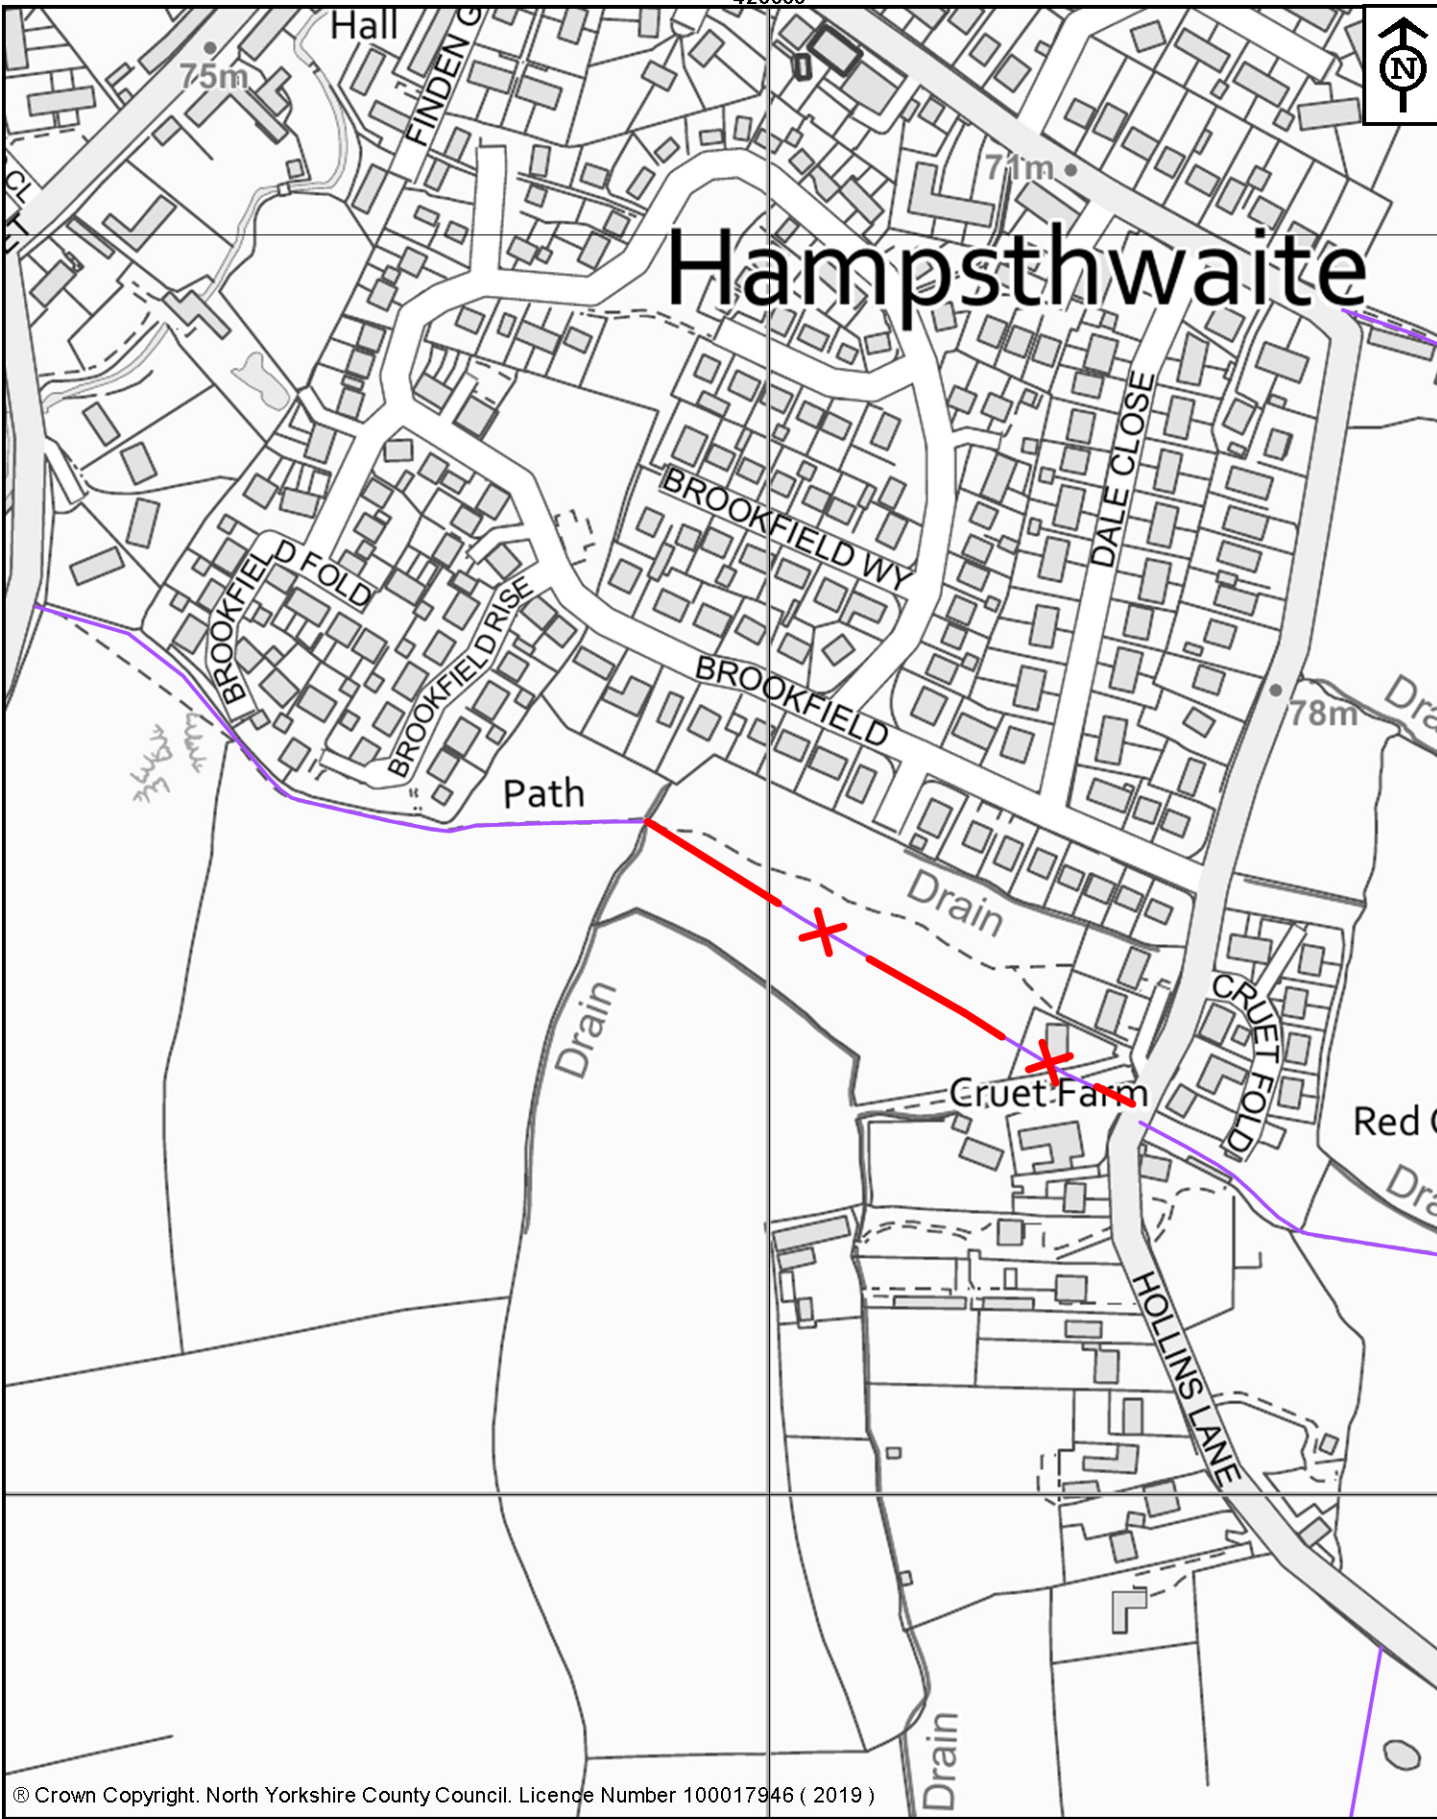 Hall
75m
FINDEN G
N
CL
ET
71m
Hampsthwaite
DALE CLOSE
BROOKFIELD WY
BROOKFIEL
D FOLD
BROOKFIELD RISE
BROOKFIELD
78m
Dra
Path
Drain
CRUET FOLD
Drain
Cruet Farm
Red
Dra
HOLLINS LANE
Drain
® Crown Copyright. North Yorkshire County Council. Licence Number 100017946 ( 2019 )